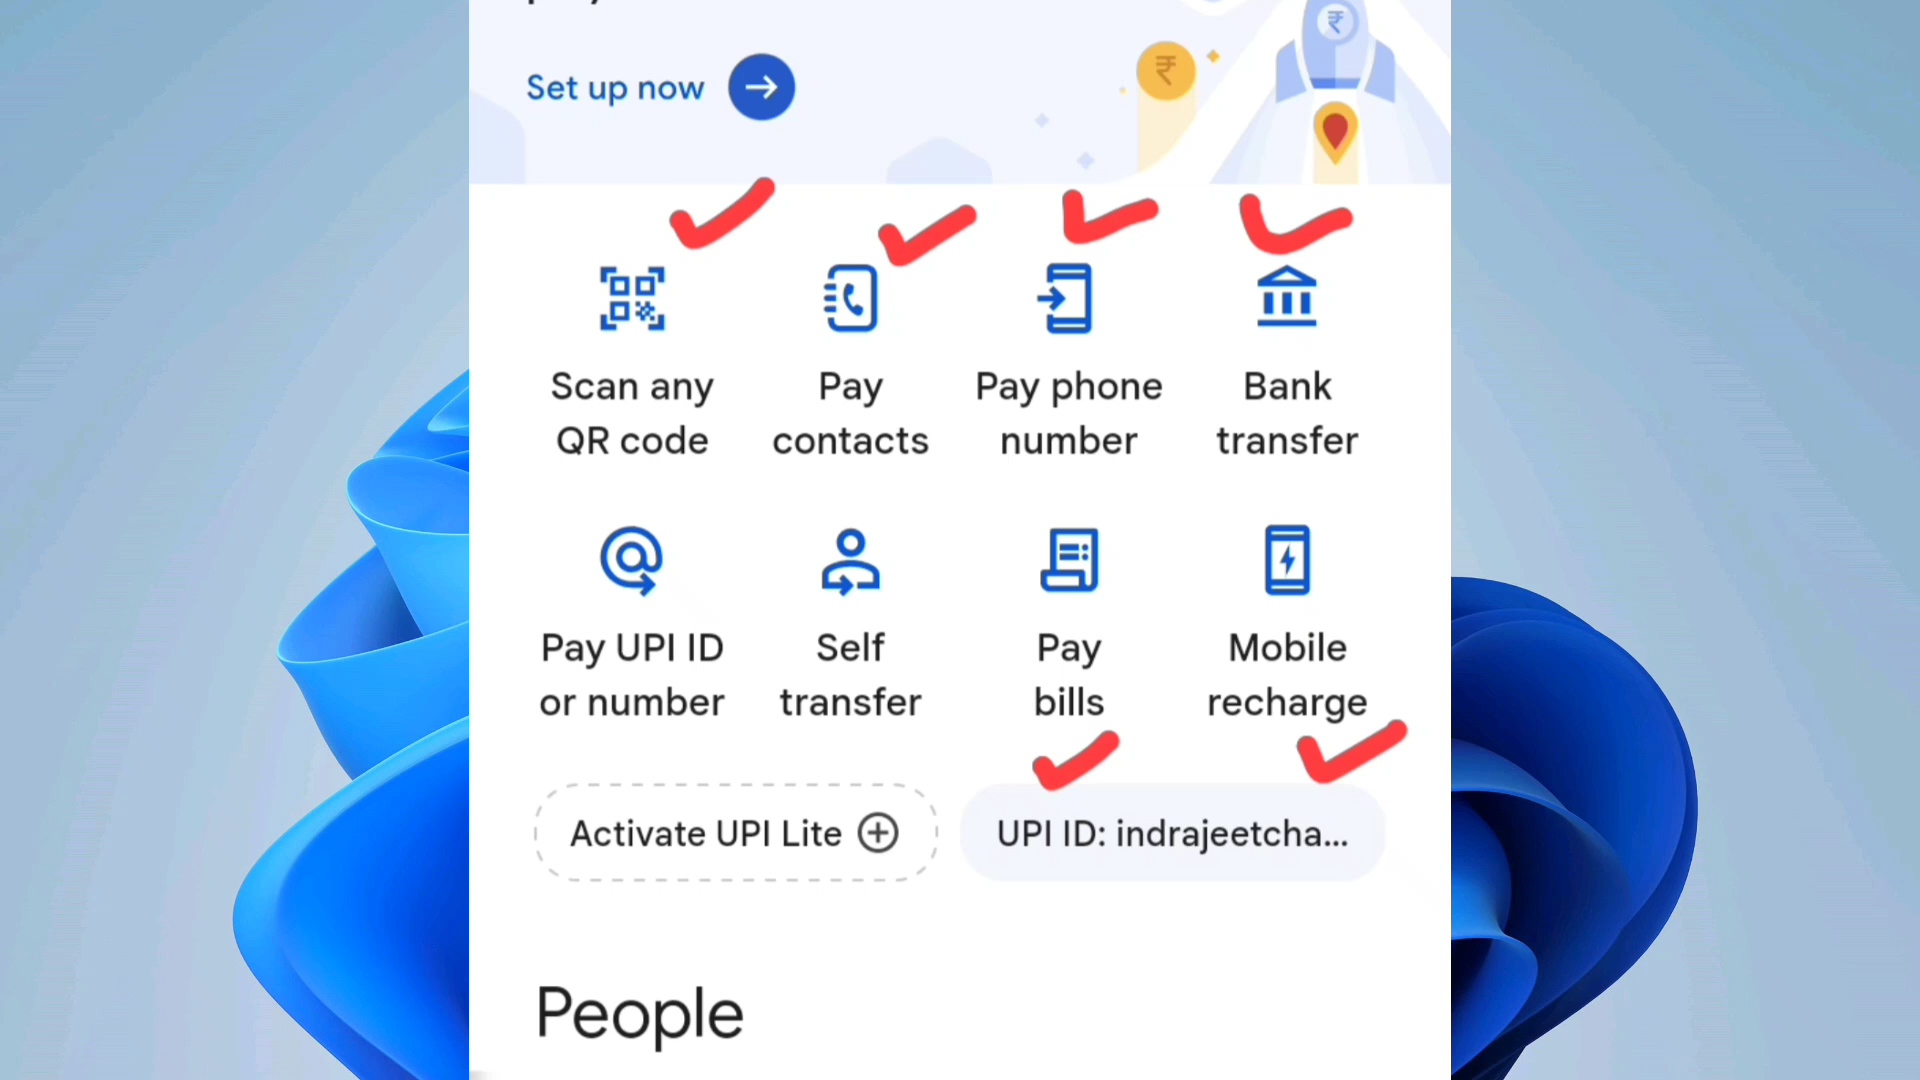 Set up now
₹
₹
Scan any
QR code
Pay
contacts
Pay phone
number
Bank
transfer
Pay UPI ID
or number
Self
transfer
Pay
bills
Mobile
recharge
Activate UPI Lite
UPI ID: indrajeetcha...
People